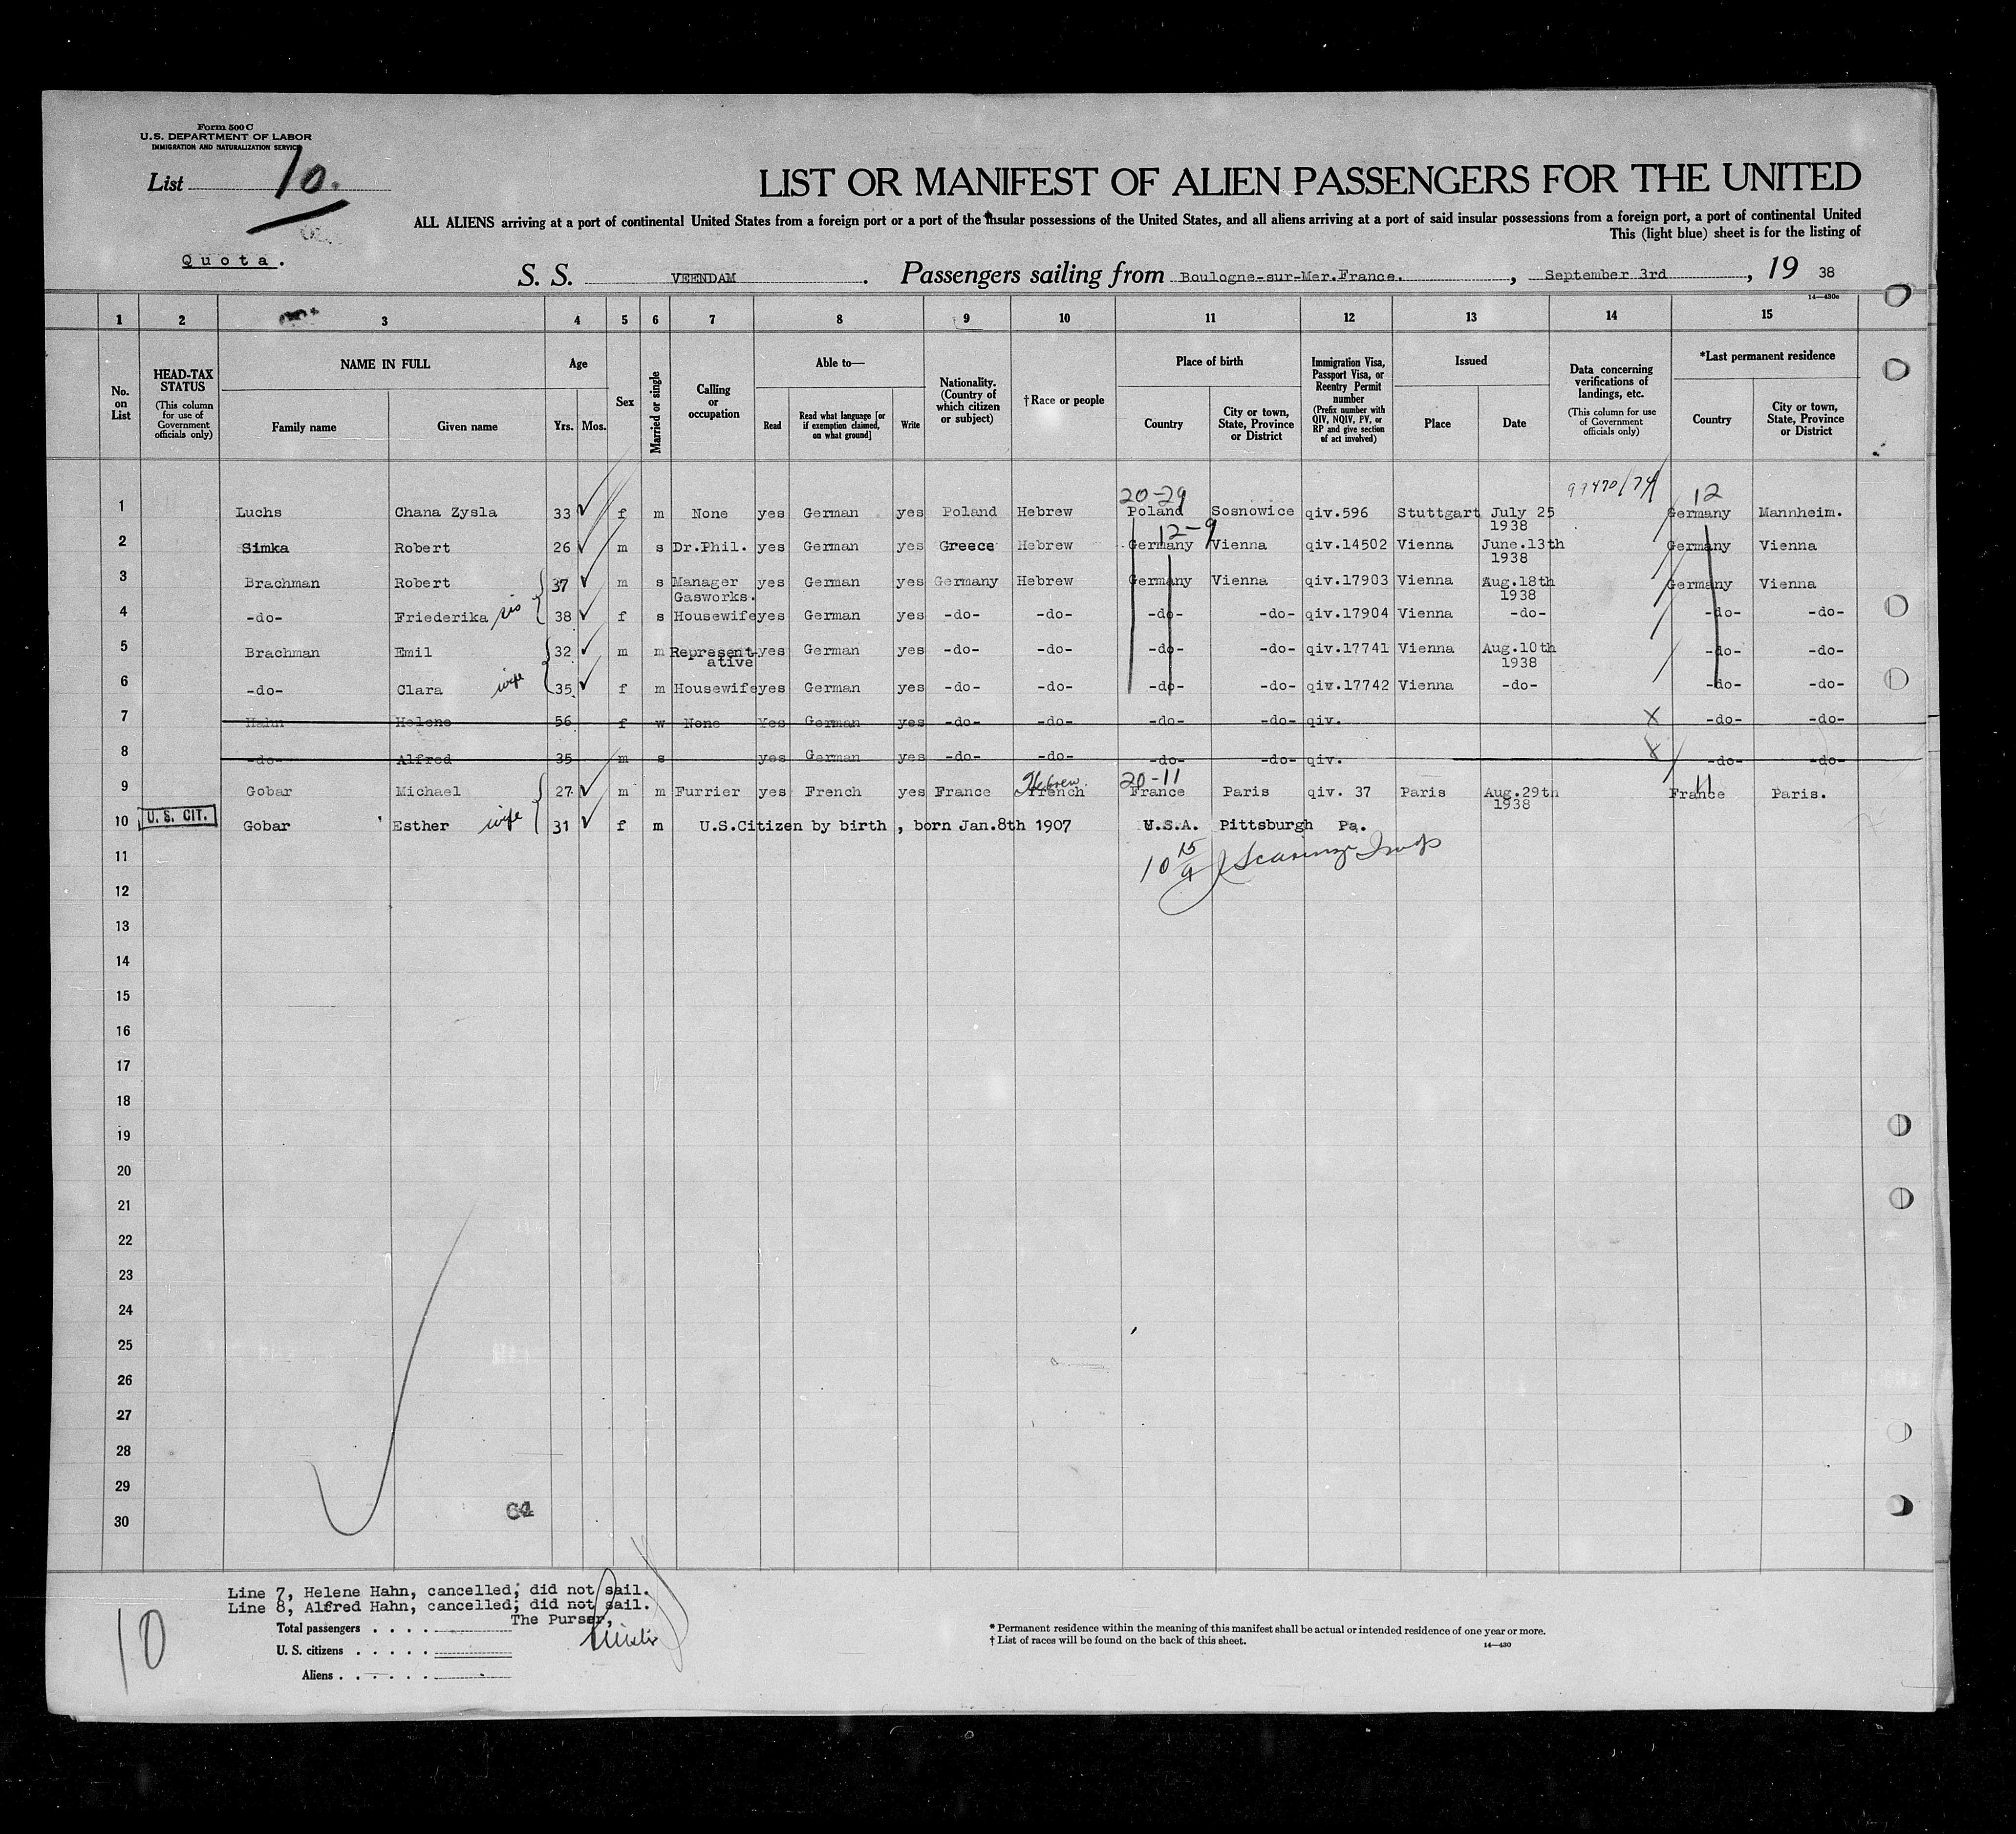 Form 500 C
U.S. DEPARTMENT OF LABOR
IMMIGRATION AND NATURALIZATION SERVICE
List 10.
LIST OR MANIFEST OF ALIEN PASSENGERS FOR THE UNITED
ALL ALIENS arriving at a port of continental United States from a foreign port or a port of the insular possessions of the United States, and all aliens arriving at a port of said insular possessions from a foreign port, a port of continental United
This (light blue) sheet is for the listing of
Quota.
S. S. VEENDAM. Passengers sailing from Boulogne-sur-Mer.France., September 3rd, 19 38
14—430c
1 2 3 4 5 6 7 8 9 10 11 12 13 14 15
No. on List
HEAD-TAX STATUS (This column for use of Government officials only)
NAME IN FULL Family name Given name
Age Yrs. Mos.
Sex
Married or single
Calling or occupation
Able to— Read Read what language [or if exemption claimed, on what ground] Write
Nationality. (Country of which citizen or subject)
†Race or people
Place of birth Country City or town, State, Province or District
Immigration Visa, Passport Visa, or Reentry Permit number (Prefix number with QIV, NQIV, PV, or RP and give section of act involved)
Issued Place Date
Data concerning verifications of landings, etc. (This column for use of Government officials only)
*Last permanent residence Country City or town, State, Province or District
20-29 99470/74 12
1 Luchs Chana Zysla 33 f m None yes German yes Poland Hebrew Poland Sosnowice qiv.596 Stuttgart July 25 1938 Germany Mannheim.
12-9
2 Simka Robert 26 m s Dr.Phil. yes German yes Greece Hebrew Germany Vienna qiv.14502 Vienna June.13th 1938 Germany Vienna
3 Brachman Robert 37 m s Manager Gasworks. yes German yes Germany Hebrew Germany Vienna qiv.17903 Vienna Aug.18th 1938 Germany Vienna
4 -do- Friederika sis 38 f s Housewife yes German yes -do- -do- -do- -do- qiv.17904 Vienna -do- -do- -do-
5 Brachman Emil 32 m m Represent-ative yes German yes -do- -do- -do- -do- qiv.17741 Vienna Aug.10th 1938 -do- -do-
6 -do- Clara wife 35 f m Housewife yes German yes -do- -do- -do- -do- qiv.17742 Vienna -do- -do- -do-
7 Hahn Helene 56 f w None Yes German yes -do- -do- -do- -do- qiv. X -do- -do-
8 -do- Alfred 35 m s yes German yes -do- -do- -do- -do- qiv. X -do- -do-
Hebrew 20-11 11
9 Gobar Michael 27 m m Furrier yes French yes France French France Paris qiv. 37 Paris Aug.29th 1938 France Paris.
10 U.S. CIT. Gobar Esther wife 31 f m U.S.Citizen by birth , born Jan.8th 1907 U.S.A. Pittsburgh Pa.
11
12
13
14
15
16
17
18
19
20
21
22
23
24
25
26
27
28
29
30
64
Line 7, Helene Hahn, cancelled; did not sail.
Line 8, Alfred Hahn, cancelled; did not sail.
The Purser,
10
Total passengers . . . .
U. S. citizens . . . . .
Aliens . . . . . .
* Permanent residence within the meaning of this manifest shall be actual or intended residence of one year or more.
† List of races will be found on the back of this sheet.
14—430